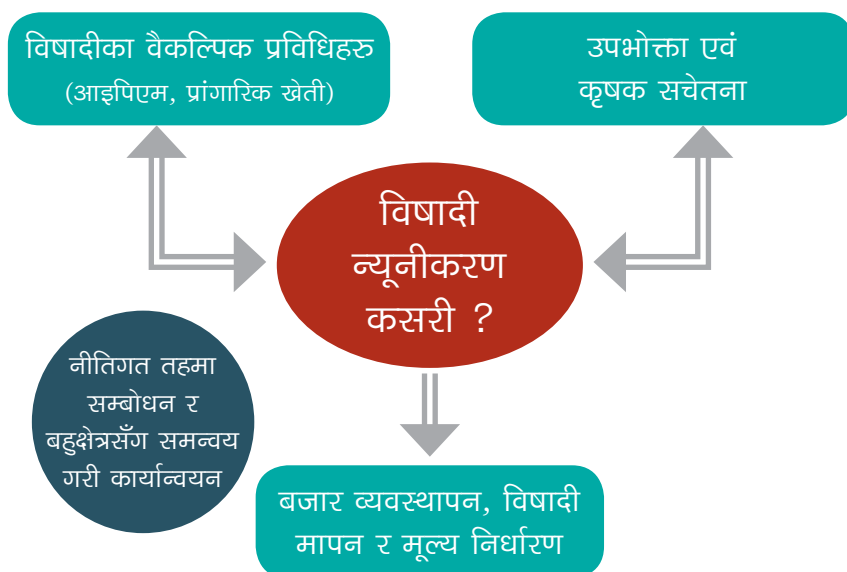 विषादीका वैकल्पिक प्रविधिहरु
(आइपिएम, प्रांगारिक खेती)
उपभोक्ता एवं
कृषक सचेतना
विषादी
न्यूनीकरण
कसरी ?
नीतिगत तहमा
सम्बोधन र
बहुक्षेत्रसँग समन्वय
गरी कार्यान्वयन
बजार व्यवस्थापन, विषादी
मापन र मूल्य निर्धारण